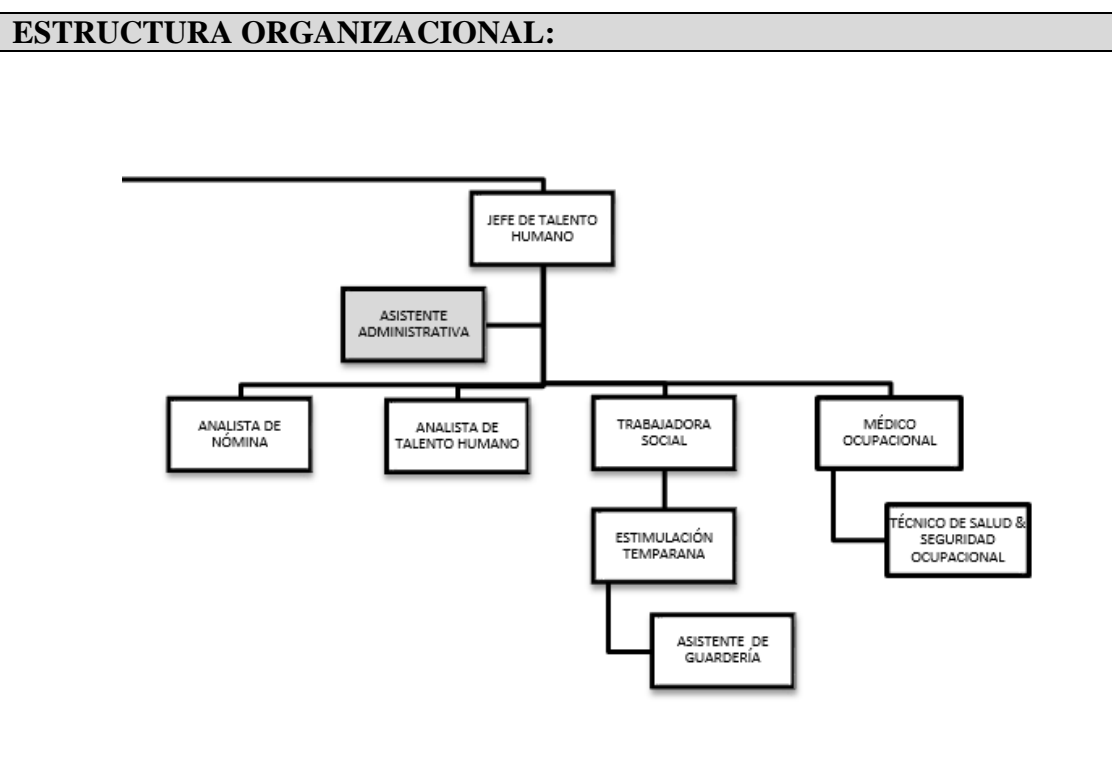 ESTRUCTURA ORGANIZACIONAL:
JEFE DE TALENTO
HUMANO
ASISTENTE
ADMINISTRATIVA
ANALISTA DE
NÓMINA
ANALISTA DE
TALENTO HUMANO
TRABAJADORA
SOCIAL
MÉDICO
OCUPACIONAL
ESTIMULACIÓN
TEMPARANA
TÉCNICO DE SALUD &
SEGURIDAD
OCUPACIONAL
ASISTENTE DE
GUARDERÍA